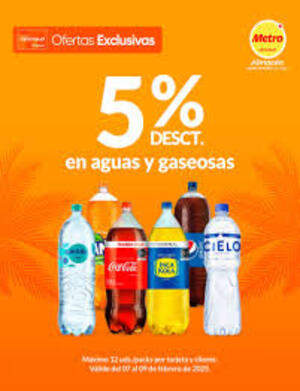 Ofertas Exclusivas
Metro
Almacén
5%
DESCT.
en aguas y gaseosas
Coca-Cola
INCA
KOLA
CIELO
Máximo 12 uds./packs por tarjeta y cliente.
Válido del 07 al 09 de febrero de 2025.